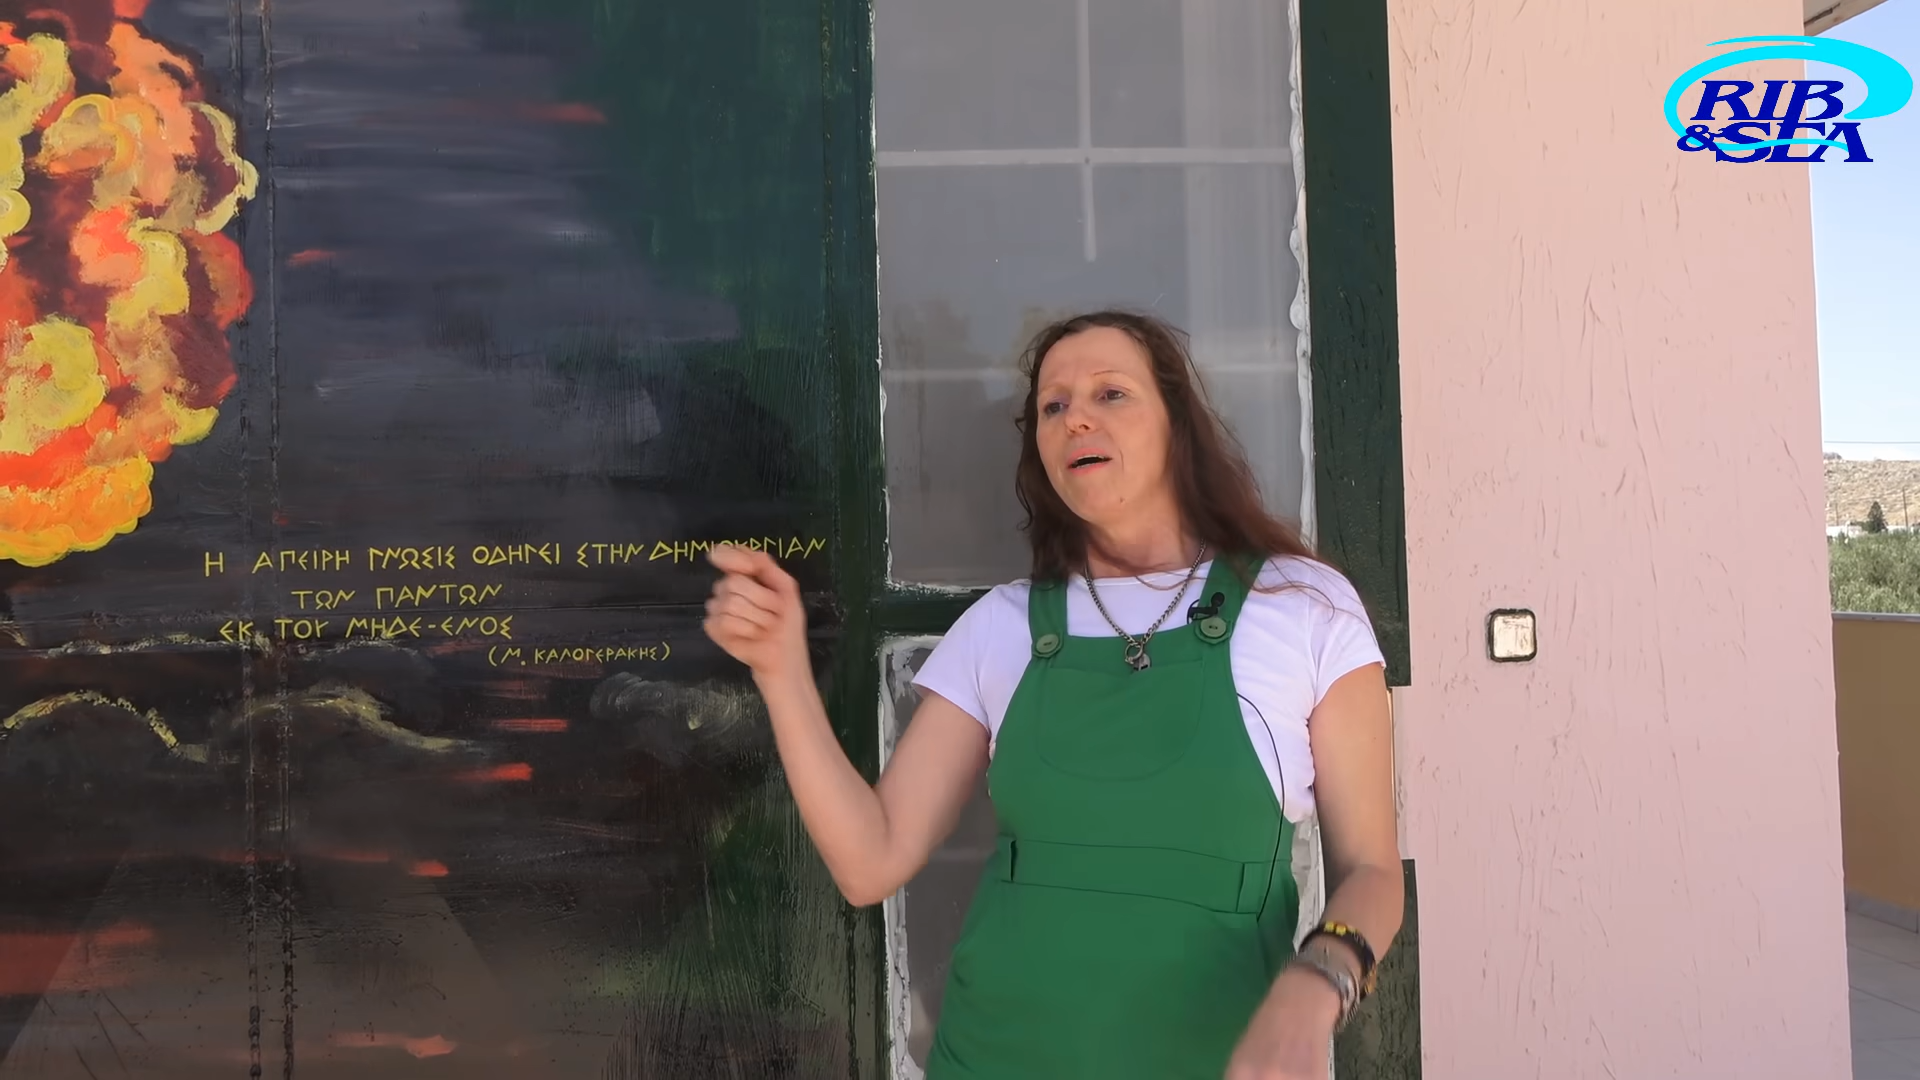 Η ΑΠΕΙΡΗ ΓΝΩΣΙΣ ΟΔΗΓΕΙ ΣΤΗΝ ΔΗΜΙΟΥΡΓΙΑΝ
ΤΩΝ ΠΑΝΤΩΝ
ΕΚ ΤΟΥ ΜΗΔΕ-ΕΝΟΣ
(Μ. ΚΑΛΟΓΕΡΑΚΗΣ)
RIB
&SEA